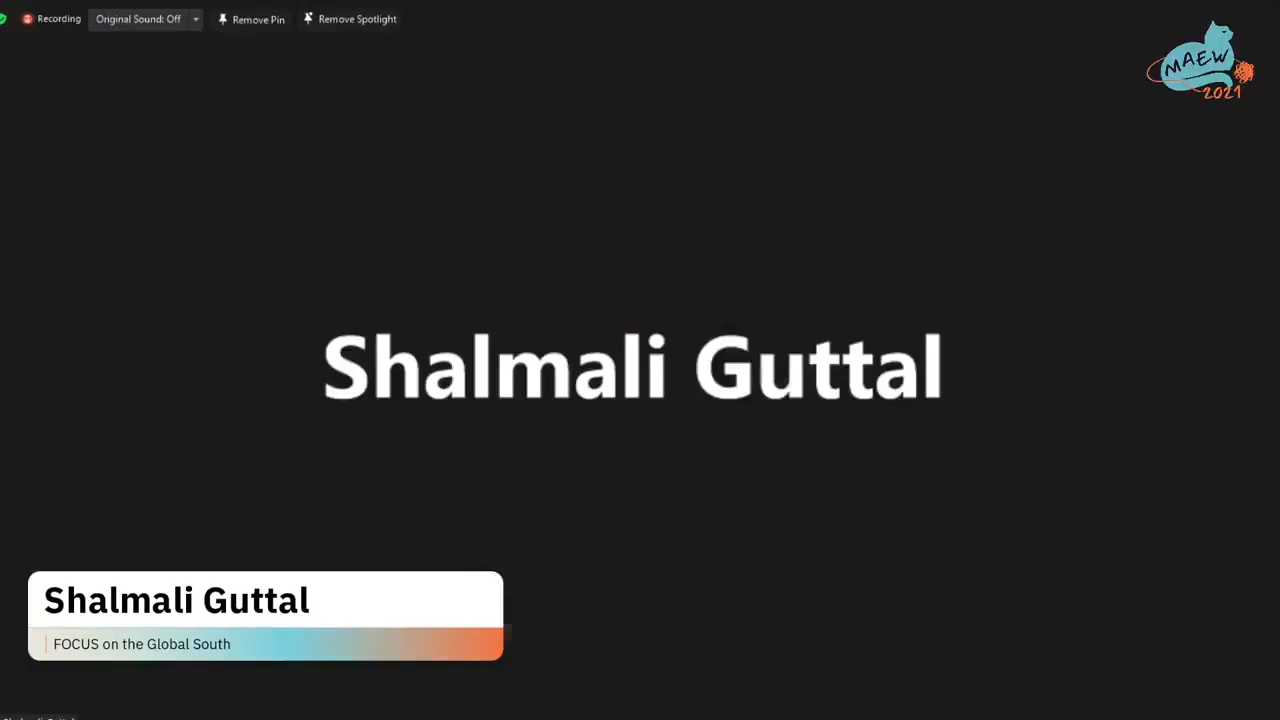 Recording
Original Sound: Off
Remove Pin
Remove Spotlight
MAEW
2021
Shalmali Guttal
Shalmali Guttal
FOCUS on the Global South